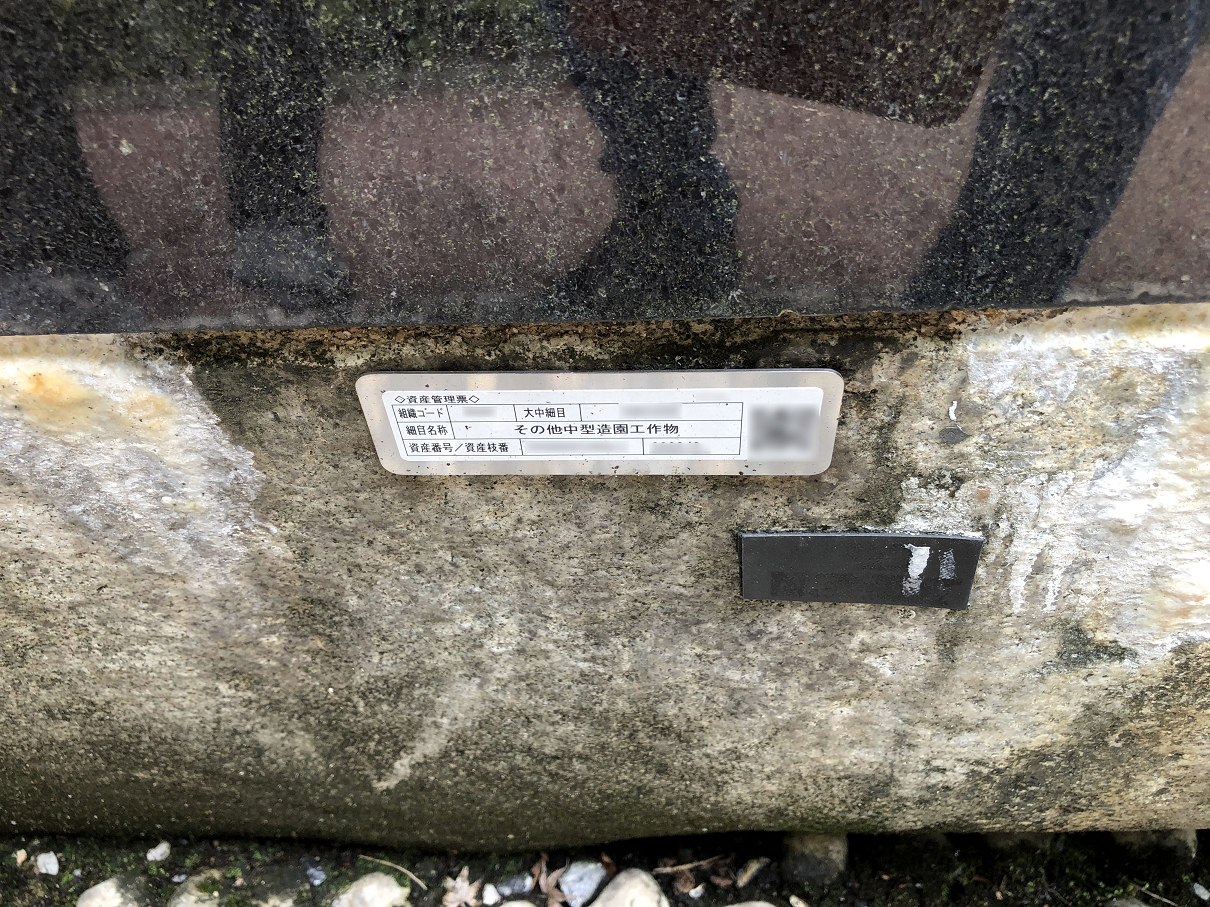 ◇資産管理票◇
組織コード 大中細目
細目名称 その他中型造園工作物
資産番号／資産枝番